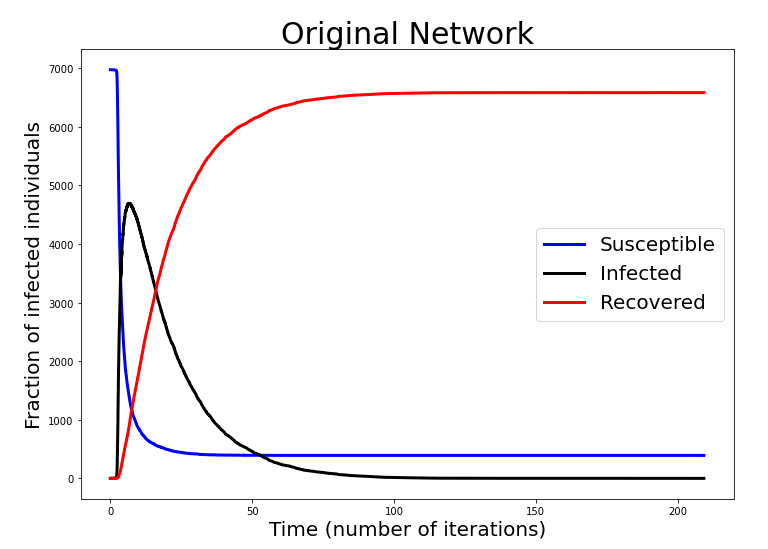 Original Network
Fraction of infected individuals
7000
6000
5000
4000
3000
2000
1000
0
Susceptible
Infected
Recovered
0 50 100 150 200
Time (number of iterations)